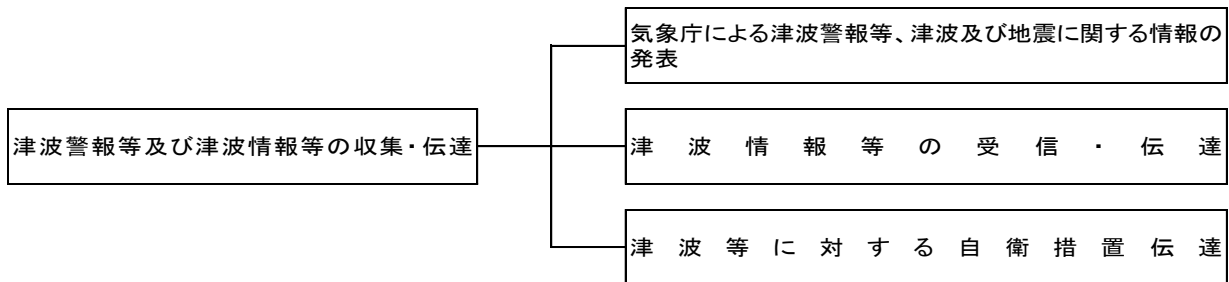 気象庁による津波警報等、津波及び地震に関する情報の
発表
津波警報等及び津波情報等の収集・伝達
津波情報等の受信・伝達
津波等に対する自衛措置伝達